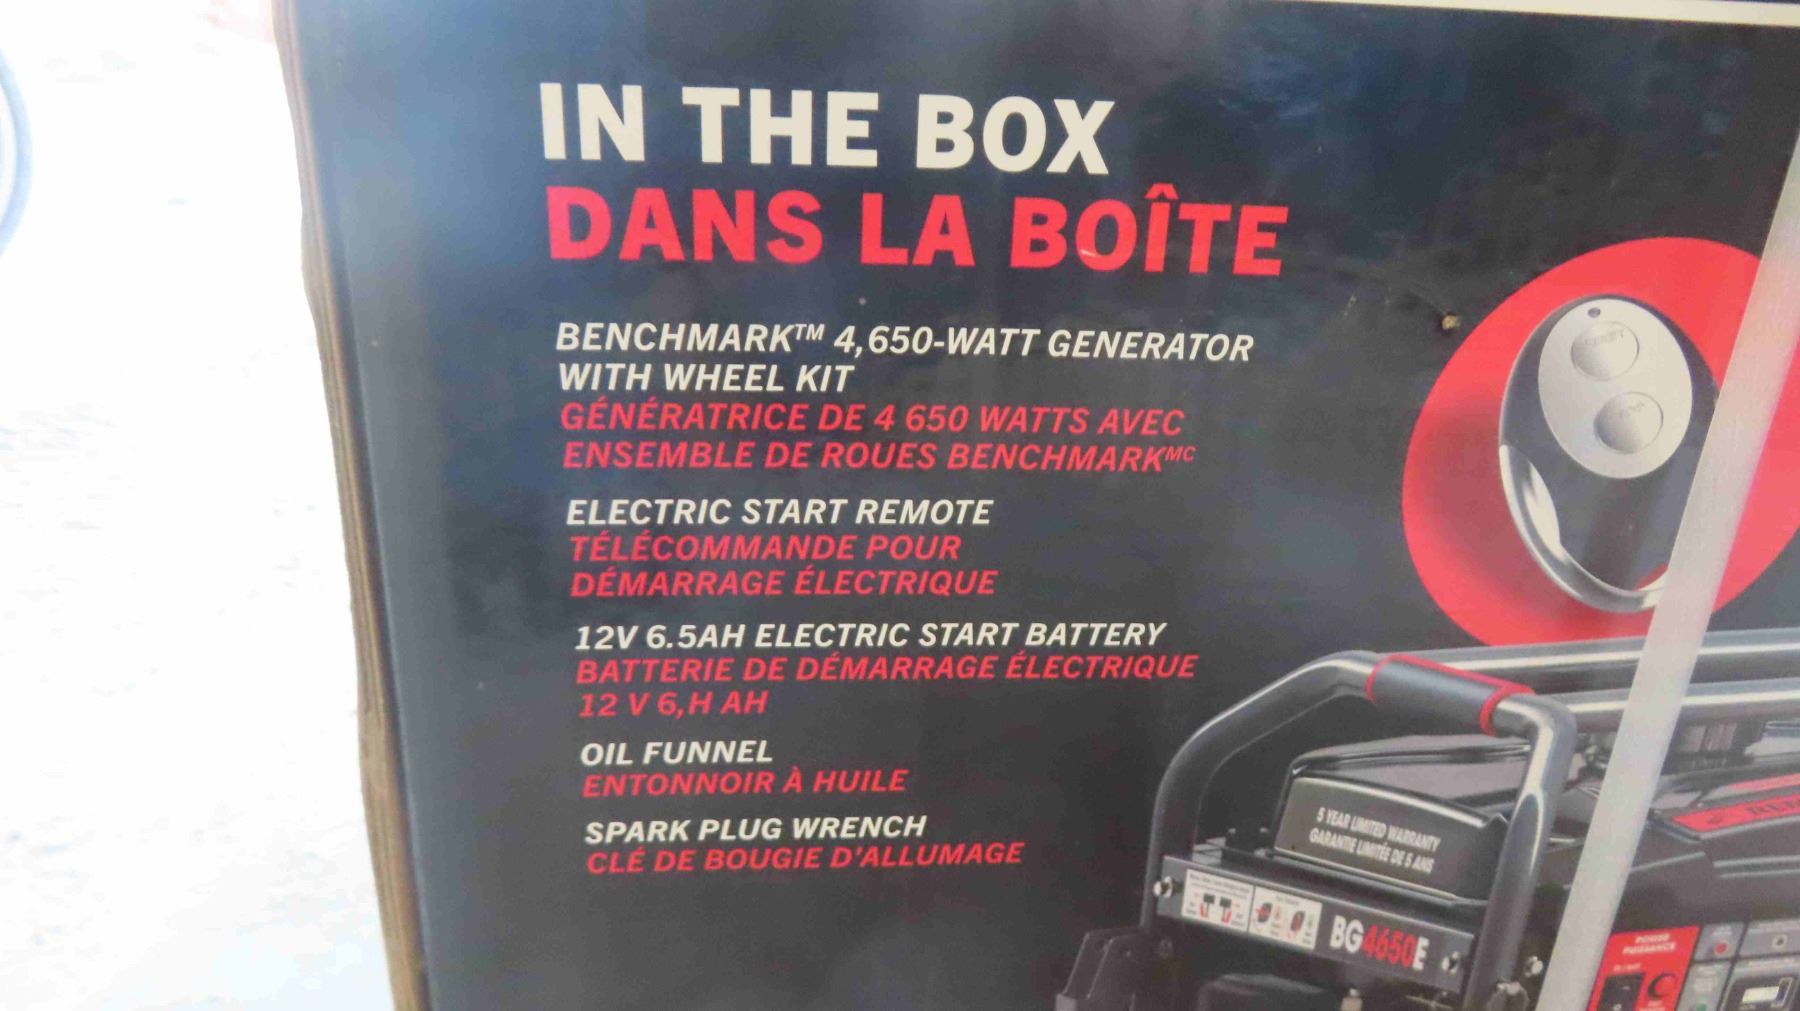 IN THE BOX
DANS LA BOÎTE
BENCHMARK™ 4,650-WATT GENERATOR
WITH WHEEL KIT
GÉNÉRATRICE DE 4 650 WATTS AVEC
ENSEMBLE DE ROUES BENCHMARKᴹᶜ
ELECTRIC START REMOTE
TÉLÉCOMMANDE POUR
DÉMARRAGE ÉLECTRIQUE
12V 6.5AH ELECTRIC START BATTERY
BATTERIE DE DÉMARRAGE ÉLECTRIQUE
12 V 6,H AH
OIL FUNNEL
ENTONNOIR À HUILE
SPARK PLUG WRENCH
CLÉ DE BOUGIE D'ALLUMAGE
5 YEAR LIMITED WARRANTY
GARANTIE LIMITÉE DE 5 ANS
BG4650E
POWER
PUISSANCE